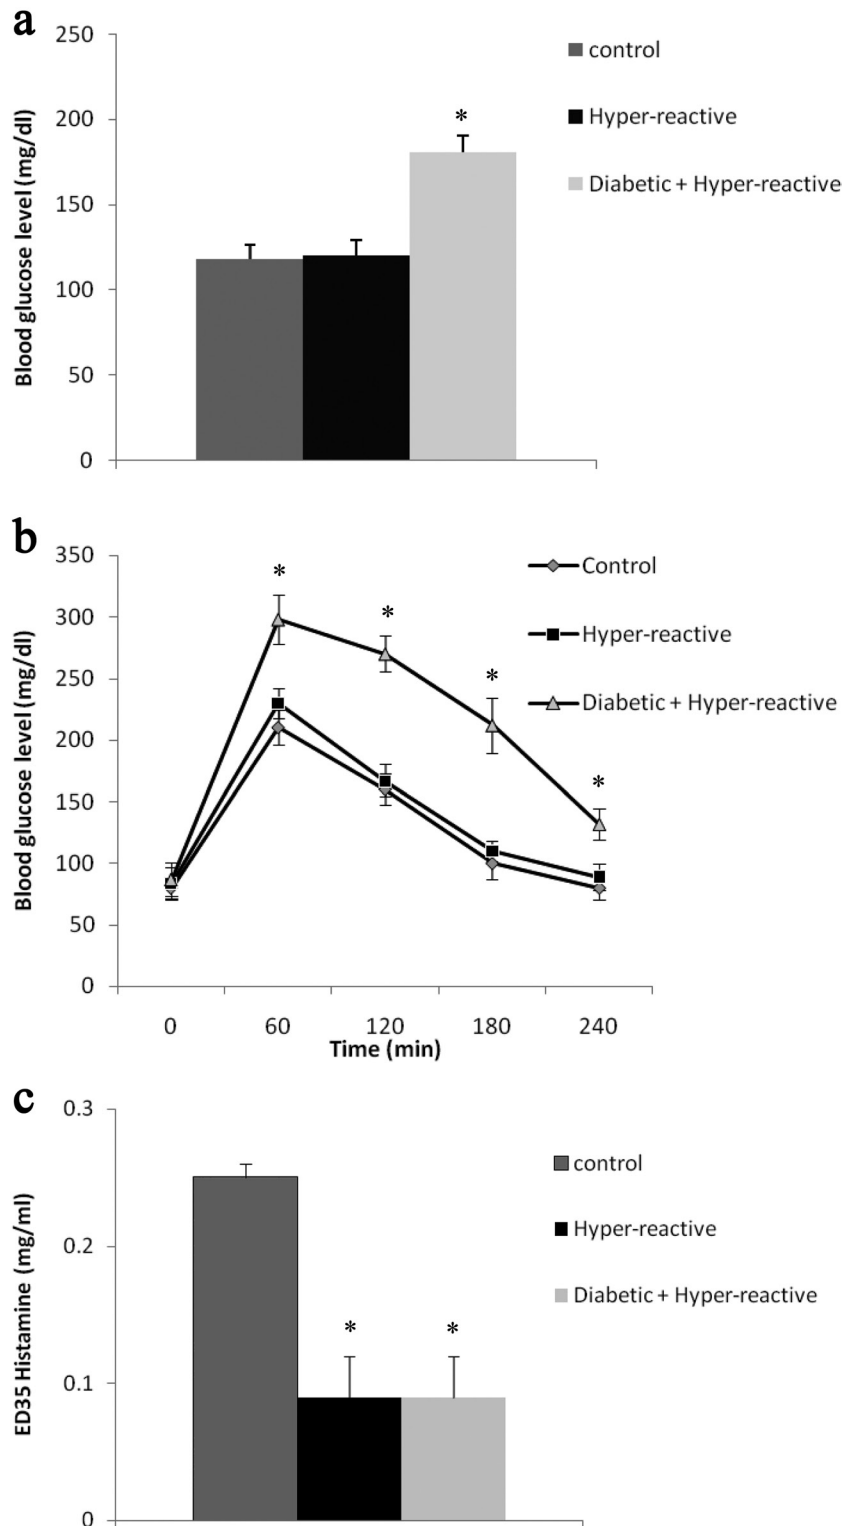 a
250
200
150
100
50
0
Blood glucose level (mg/dl)
*
control
Hyper-reactive
Diabetic + Hyper-reactive
b
350
300
250
200
150
100
50
0
Blood glucose level (mg/dl)
*
*
*
*
Control
Hyper-reactive
Diabetic + Hyper-reactive
0 60 120 180 240
Time (min)
c
0.3
0.2
0.1
0
ED35 Histamine (mg/ml)
* *
control
Hyper-reactive
Diabetic + Hyper-reactive